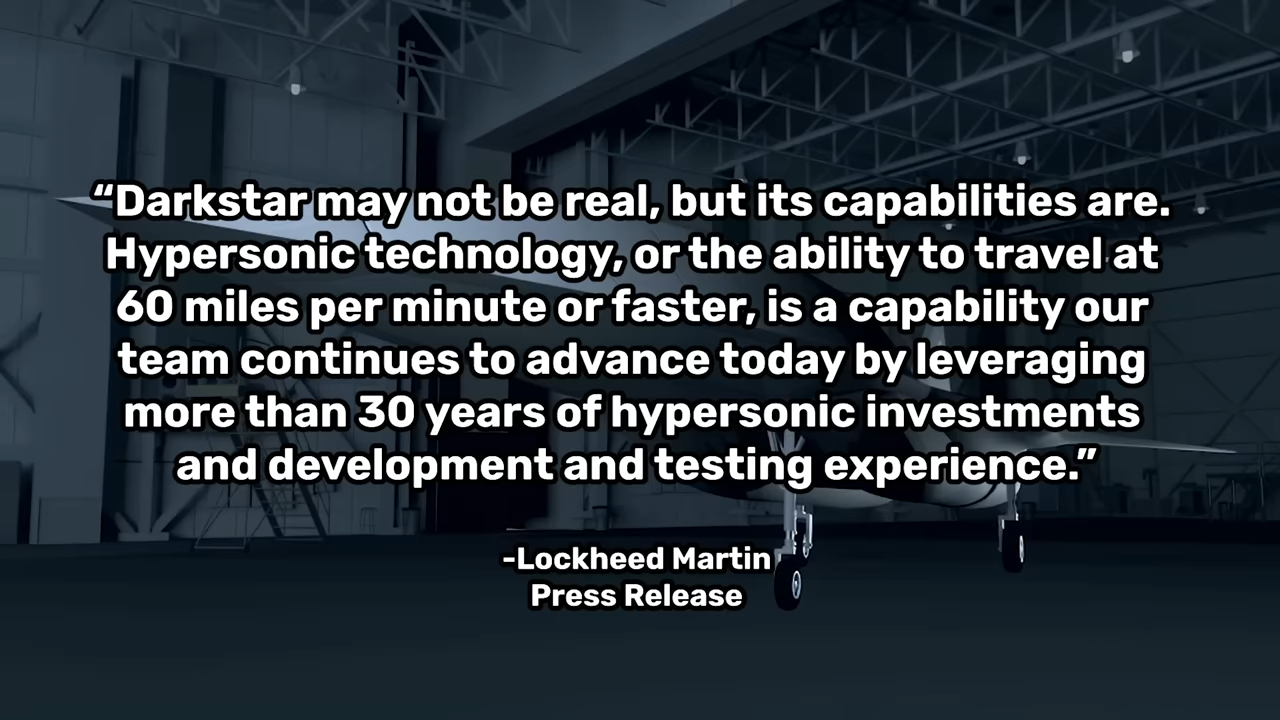 “Darkstar may not be real, but its capabilities are.
Hypersonic technology, or the ability to travel at
60 miles per minute or faster, is a capability our
team continues to advance today by leveraging
more than 30 years of hypersonic investments
and development and testing experience.”
-Lockheed Martin
Press Release